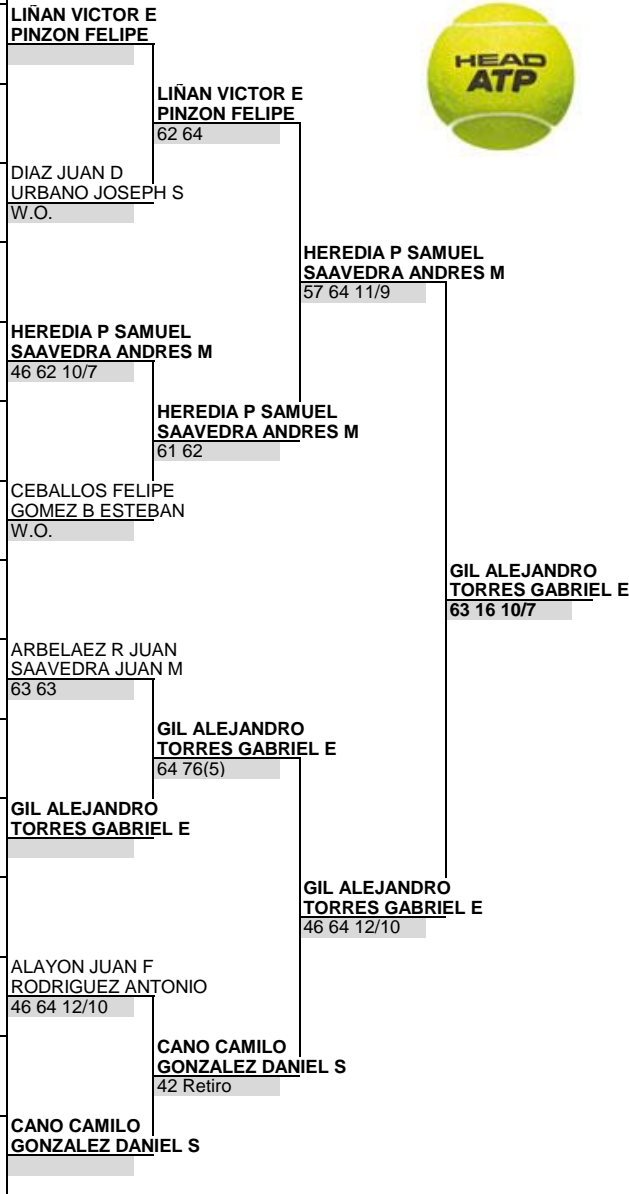 LIÑAN VICTOR E
PINZON FELIPE
HEAD
ATP
LIÑAN VICTOR E
PINZON FELIPE
62 64
DIAZ JUAN D
URBANO JOSEPH S
W.O.
HEREDIA P SAMUEL
SAAVEDRA ANDRES M
57 64 11/9
HEREDIA P SAMUEL
SAAVEDRA ANDRES M
46 62 10/7
HEREDIA P SAMUEL
SAAVEDRA ANDRES M
61 62
CEBALLOS FELIPE
GOMEZ B ESTEBAN
W.O.
GIL ALEJANDRO
TORRES GABRIEL E
63 16 10/7
ARBELAEZ R JUAN
SAAVEDRA JUAN M
63 63
GIL ALEJANDRO
TORRES GABRIEL E
64 76(5)
GIL ALEJANDRO
TORRES GABRIEL E
GIL ALEJANDRO
TORRES GABRIEL E
46 64 12/10
ALAYON JUAN F
RODRIGUEZ ANTONIO
46 64 12/10
CANO CAMILO
GONZALEZ DANIEL S
42 Retiro
CANO CAMILO
GONZALEZ DANIEL S